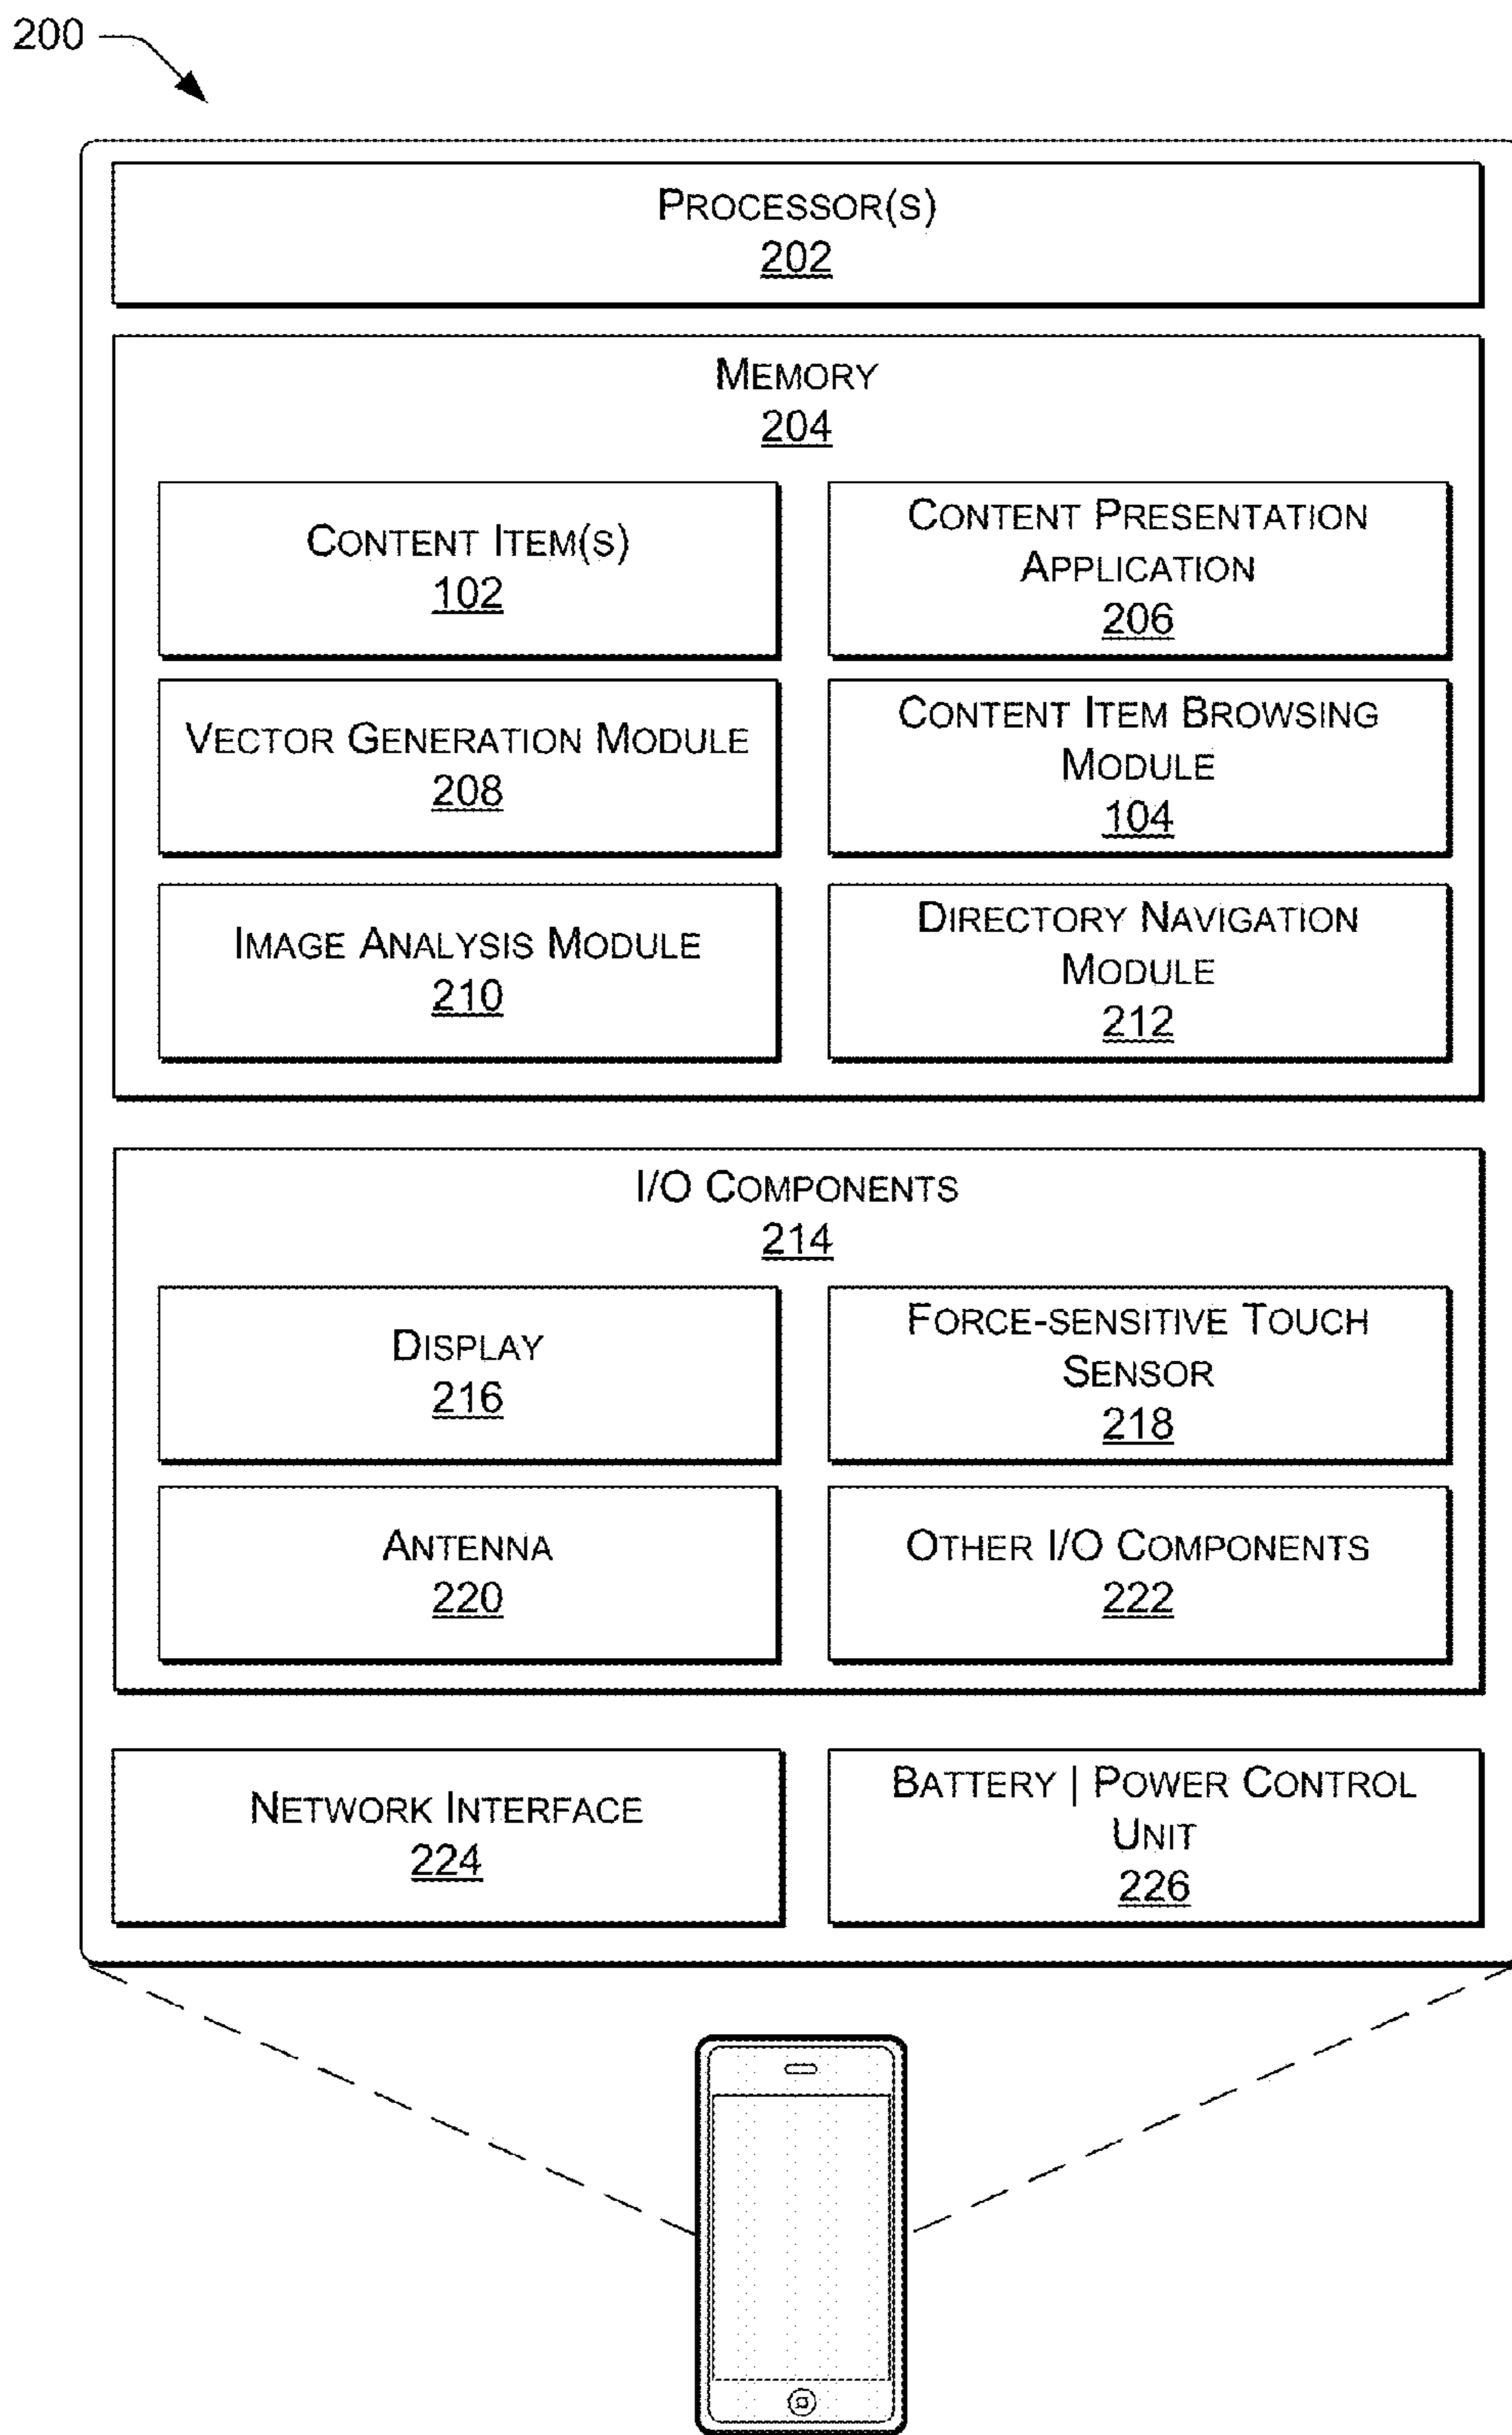 200
PROCESSOR(S)
202
MEMORY
204
CONTENT ITEM(S)
102
CONTENT PRESENTATION
APPLICATION
206
VECTOR GENERATION MODULE
208
CONTENT ITEM BROWSING
MODULE
104
IMAGE ANALYSIS MODULE
210
DIRECTORY NAVIGATION
MODULE
212
I/O COMPONENTS
214
DISPLAY
216
FORCE-SENSITIVE TOUCH
SENSOR
218
ANTENNA
220
OTHER I/O COMPONENTS
222
NETWORK INTERFACE
224
BATTERY | POWER CONTROL
UNIT
226